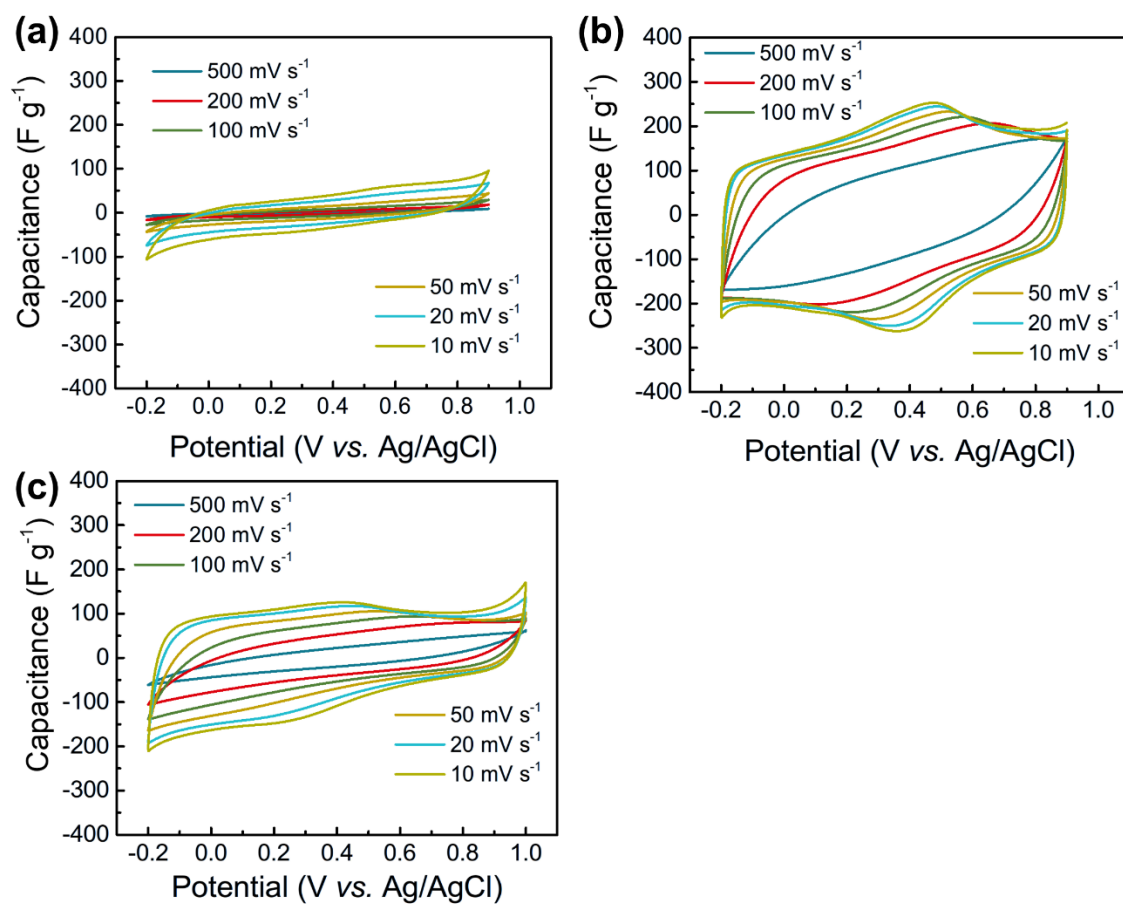 (a)
400
300
200
100
0
-100
-200
-300
-400
Capacitance (F g⁻¹)
500 mV s⁻¹
200 mV s⁻¹
100 mV s⁻¹
50 mV s⁻¹
20 mV s⁻¹
10 mV s⁻¹
-0.2 0.0 0.2 0.4 0.6 0.8 1.0
Potential (V vs. Ag/AgCl)
(b)
400
300
200
100
0
-100
-200
-300
-400
Capacitance (F g⁻¹)
500 mV s⁻¹
200 mV s⁻¹
100 mV s⁻¹
50 mV s⁻¹
20 mV s⁻¹
10 mV s⁻¹
-0.2 0.0 0.2 0.4 0.6 0.8 1.0
Potential (V vs. Ag/AgCl)
(c)
400
300
200
100
0
-100
-200
-300
-400
Capacitance (F g⁻¹)
500 mV s⁻¹
200 mV s⁻¹
100 mV s⁻¹
50 mV s⁻¹
20 mV s⁻¹
10 mV s⁻¹
-0.2 0.0 0.2 0.4 0.6 0.8 1.0
Potential (V vs. Ag/AgCl)